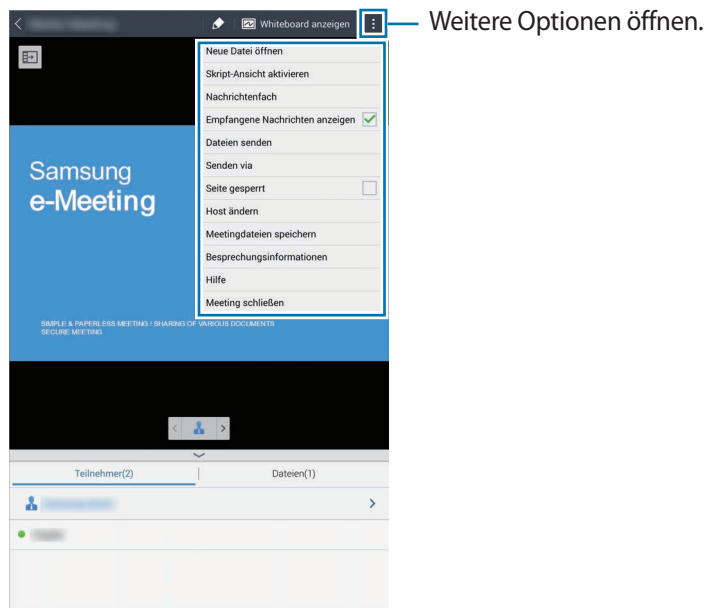 Whiteboard anzeigen
Weitere Optionen öffnen.
Neue Datei öffnen
Skript-Ansicht aktivieren
Nachrichtenfach
Empfangene Nachrichten anzeigen
Dateien senden
Senden via
Seite gesperrt
Host ändern
Meetingdateien speichern
Besprechungsinformationen
Hilfe
Meeting schließen
Samsung
e-Meeting
SIMPLE & PAPERLESS MEETING / SHARING OF VARIOUS DOCUMENTS
SECURE MEETING
Teilnehmer(2)
Dateien(1)